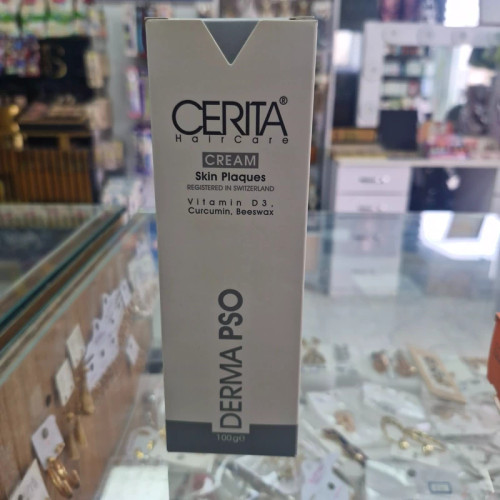 CERITA®
HairCare
CREAM
Skin Plaques
REGISTERED IN SWITZERLAND
Vitamin D3,
Curcumin, Beeswax
DERMA PSO
100g℮